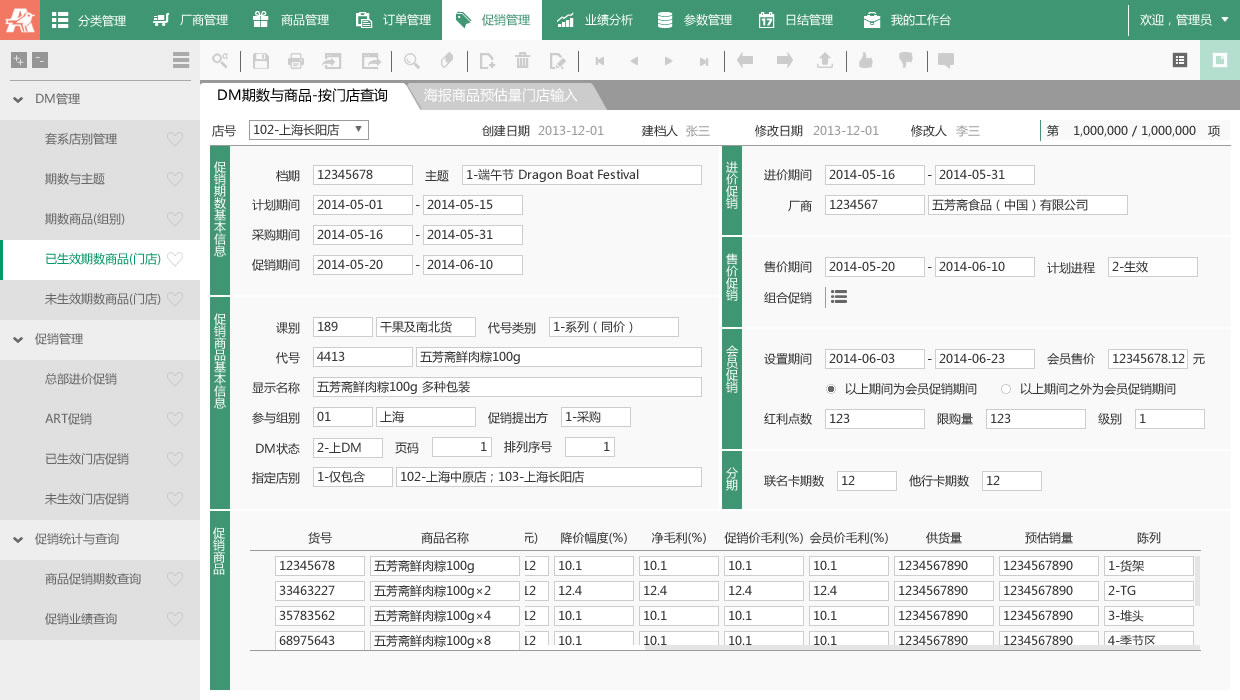 分类管理 厂商管理 商品管理 订单管理 促销管理 业绩分析 参数管理 日结管理 我的工作台 欢迎，管理员
DM管理
套系店别管理
期数与主题
期数商品(组别)
已生效期数商品(门店)
未生效期数商品(门店)
促销管理
总部进价促销
ART促销
已生效门店促销
未生效门店促销
促销统计与查询
商品促销期数查询
促销业绩查询
DM期数与商品-按门店查询 海报商品预估量门店输入
店号 102-上海长阳店 创建日期 2013-12-01 建档人 张三 修改日期 2013-12-01 修改人 李三 第 1,000,000 / 1,000,000 项
促销期数基本信息
档期 12345678 主题 1-端午节 Dragon Boat Festival
计划期间 2014-05-01 - 2014-05-15
采购期间 2014-05-16 - 2014-05-31
促销期间 2014-05-20 - 2014-06-10
促销商品基本信息
课别 189 干果及南北货 代号类别 1-系列（同价）
代号 4413 五芳斋鲜肉粽100g
显示名称 五芳斋鲜肉粽100g 多种包装
参与组别 01 上海 促销提出方 1-采购
DM状态 2-上DM 页码 1 排列序号 1
指定店别 1-仅包含 102-上海中原店；103-上海长阳店
进价促销
进价期间 2014-05-16 - 2014-05-31
厂商 1234567 五芳斋食品（中国）有限公司
售价促销
售价期间 2014-05-20 - 2014-06-10 计划进程 2-生效
组合促销
会员促销
设置期间 2014-06-03 - 2014-06-23 会员售价 12345678.12 元
以上期间为会员促销期间 以上期间之外为会员促销期间
红利点数 123 限购量 123 级别 1
分期
联名卡期数 12 他行卡期数 12
促销商品
货号 商品名称 元) 降价幅度(%) 净毛利(%) 促销价毛利(%) 会员价毛利(%) 供货量 预估销量 陈列
12345678 五芳斋鲜肉粽100g 12 10.1 10.1 10.1 10.1 1234567890 1234567890 1-货架
33463227 五芳斋鲜肉粽100g×2 12 12.4 12.4 12.4 12.4 1234567890 1234567890 2-TG
35783562 五芳斋鲜肉粽100g×4 12 10.1 10.1 10.1 10.1 1234567890 1234567890 3-堆头
68975643 五芳斋鲜肉粽100g×8 12 10.1 10.1 10.1 10.1 1234567890 1234567890 4-季节区